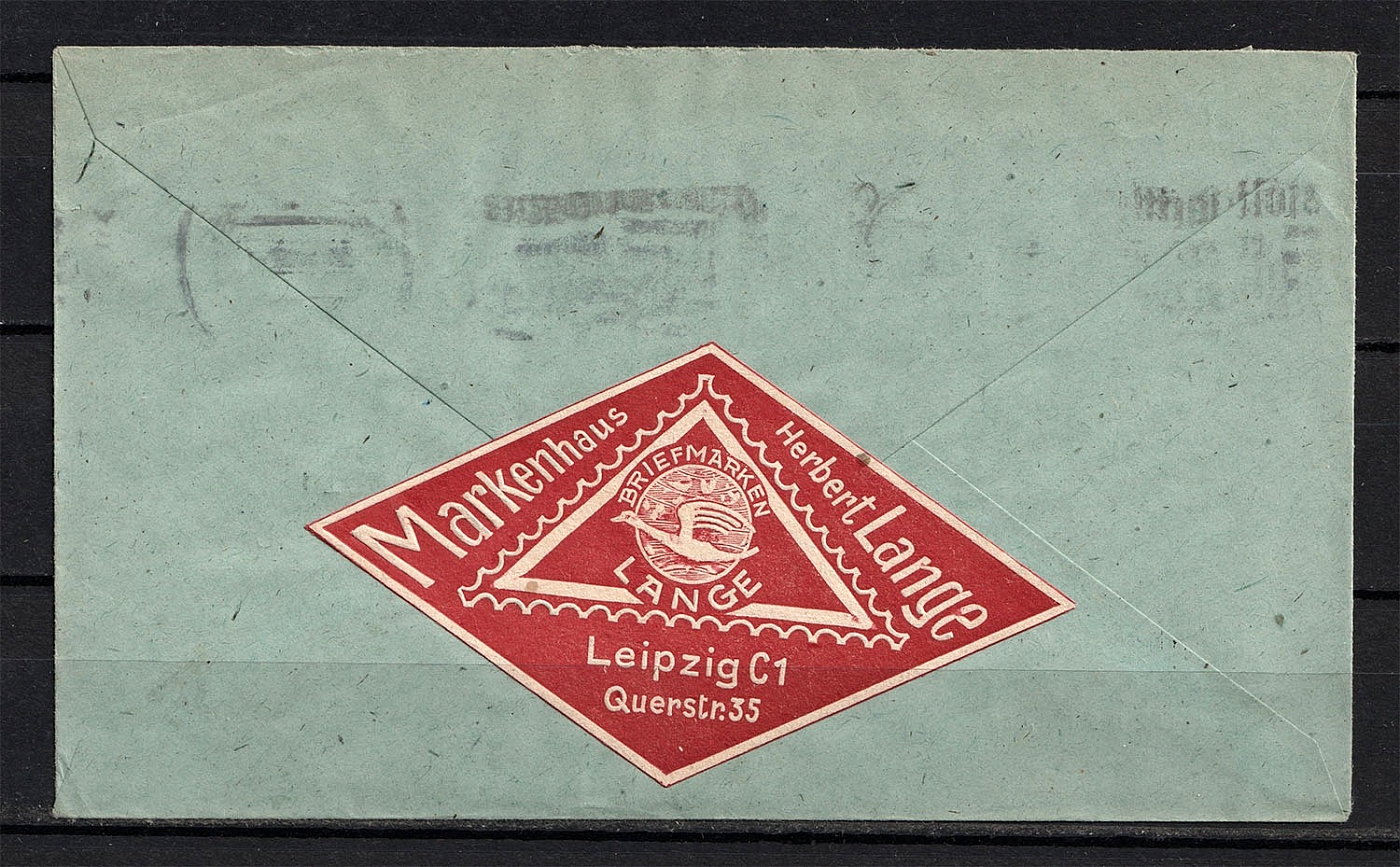 Markenhaus
Herbert Lange
BRIEFMARKEN
LANGE
Leipzig C1
Querstr.35